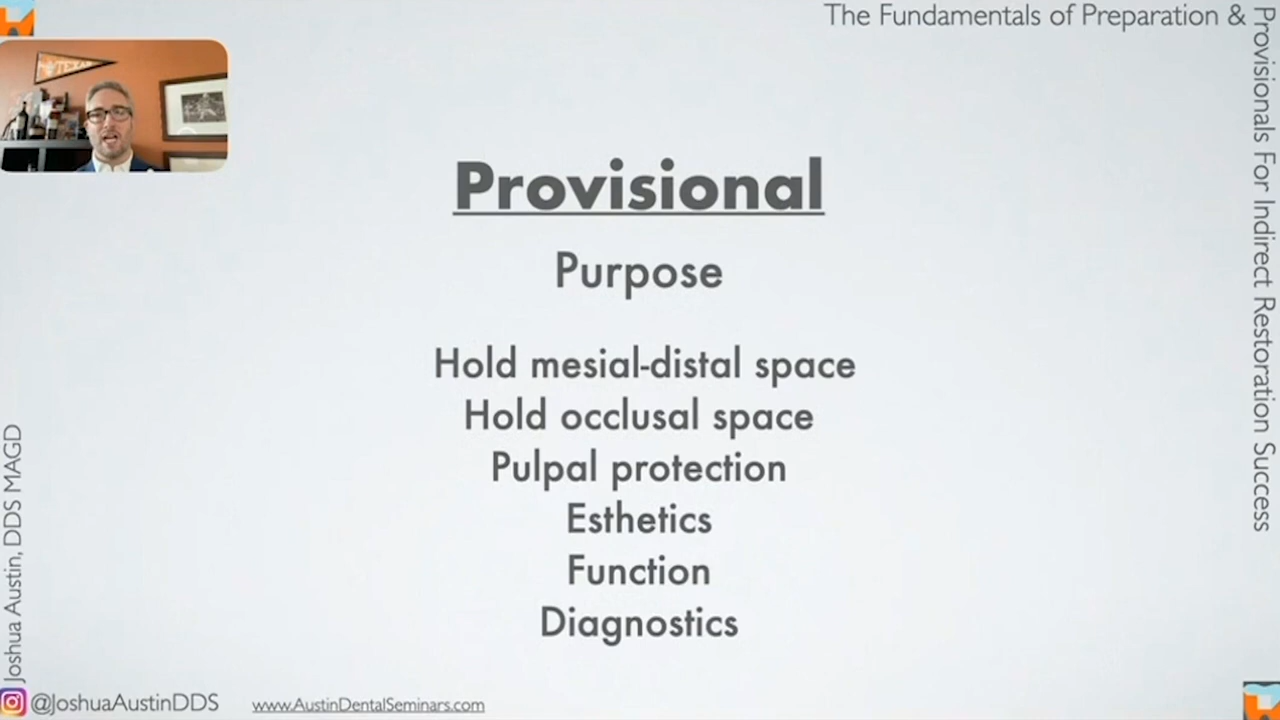 The Fundamentals of Preparation &
Provisionals For Indirect Restoration Success
TEXAS
Provisional
Purpose
Hold mesial-distal space
Hold occlusal space
Pulpal protection
Esthetics
Function
Diagnostics
Joshua Austin, DDS MAGD
@JoshuaAustinDDS
www.AustinDentalSeminars.com